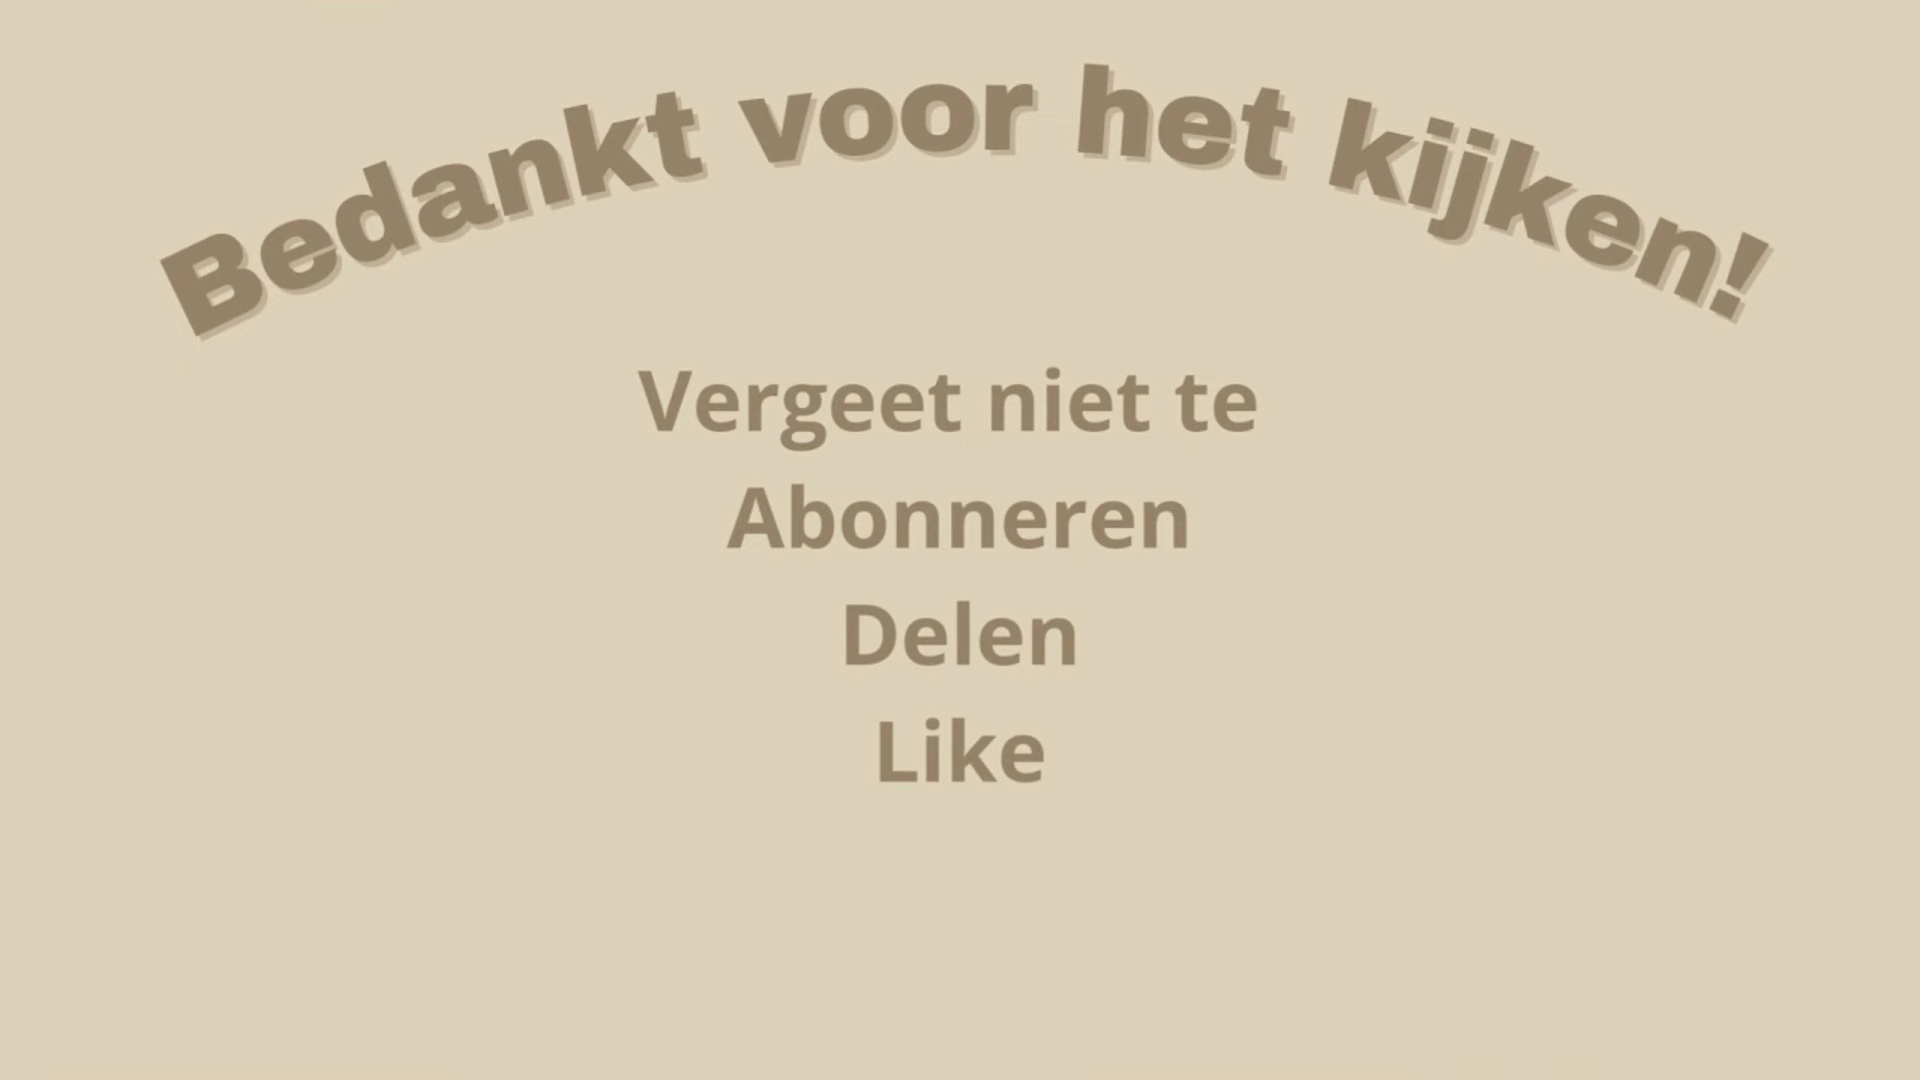 Bedankt voor het kijken!
Vergeet niet te
Abonneren
Delen
Like